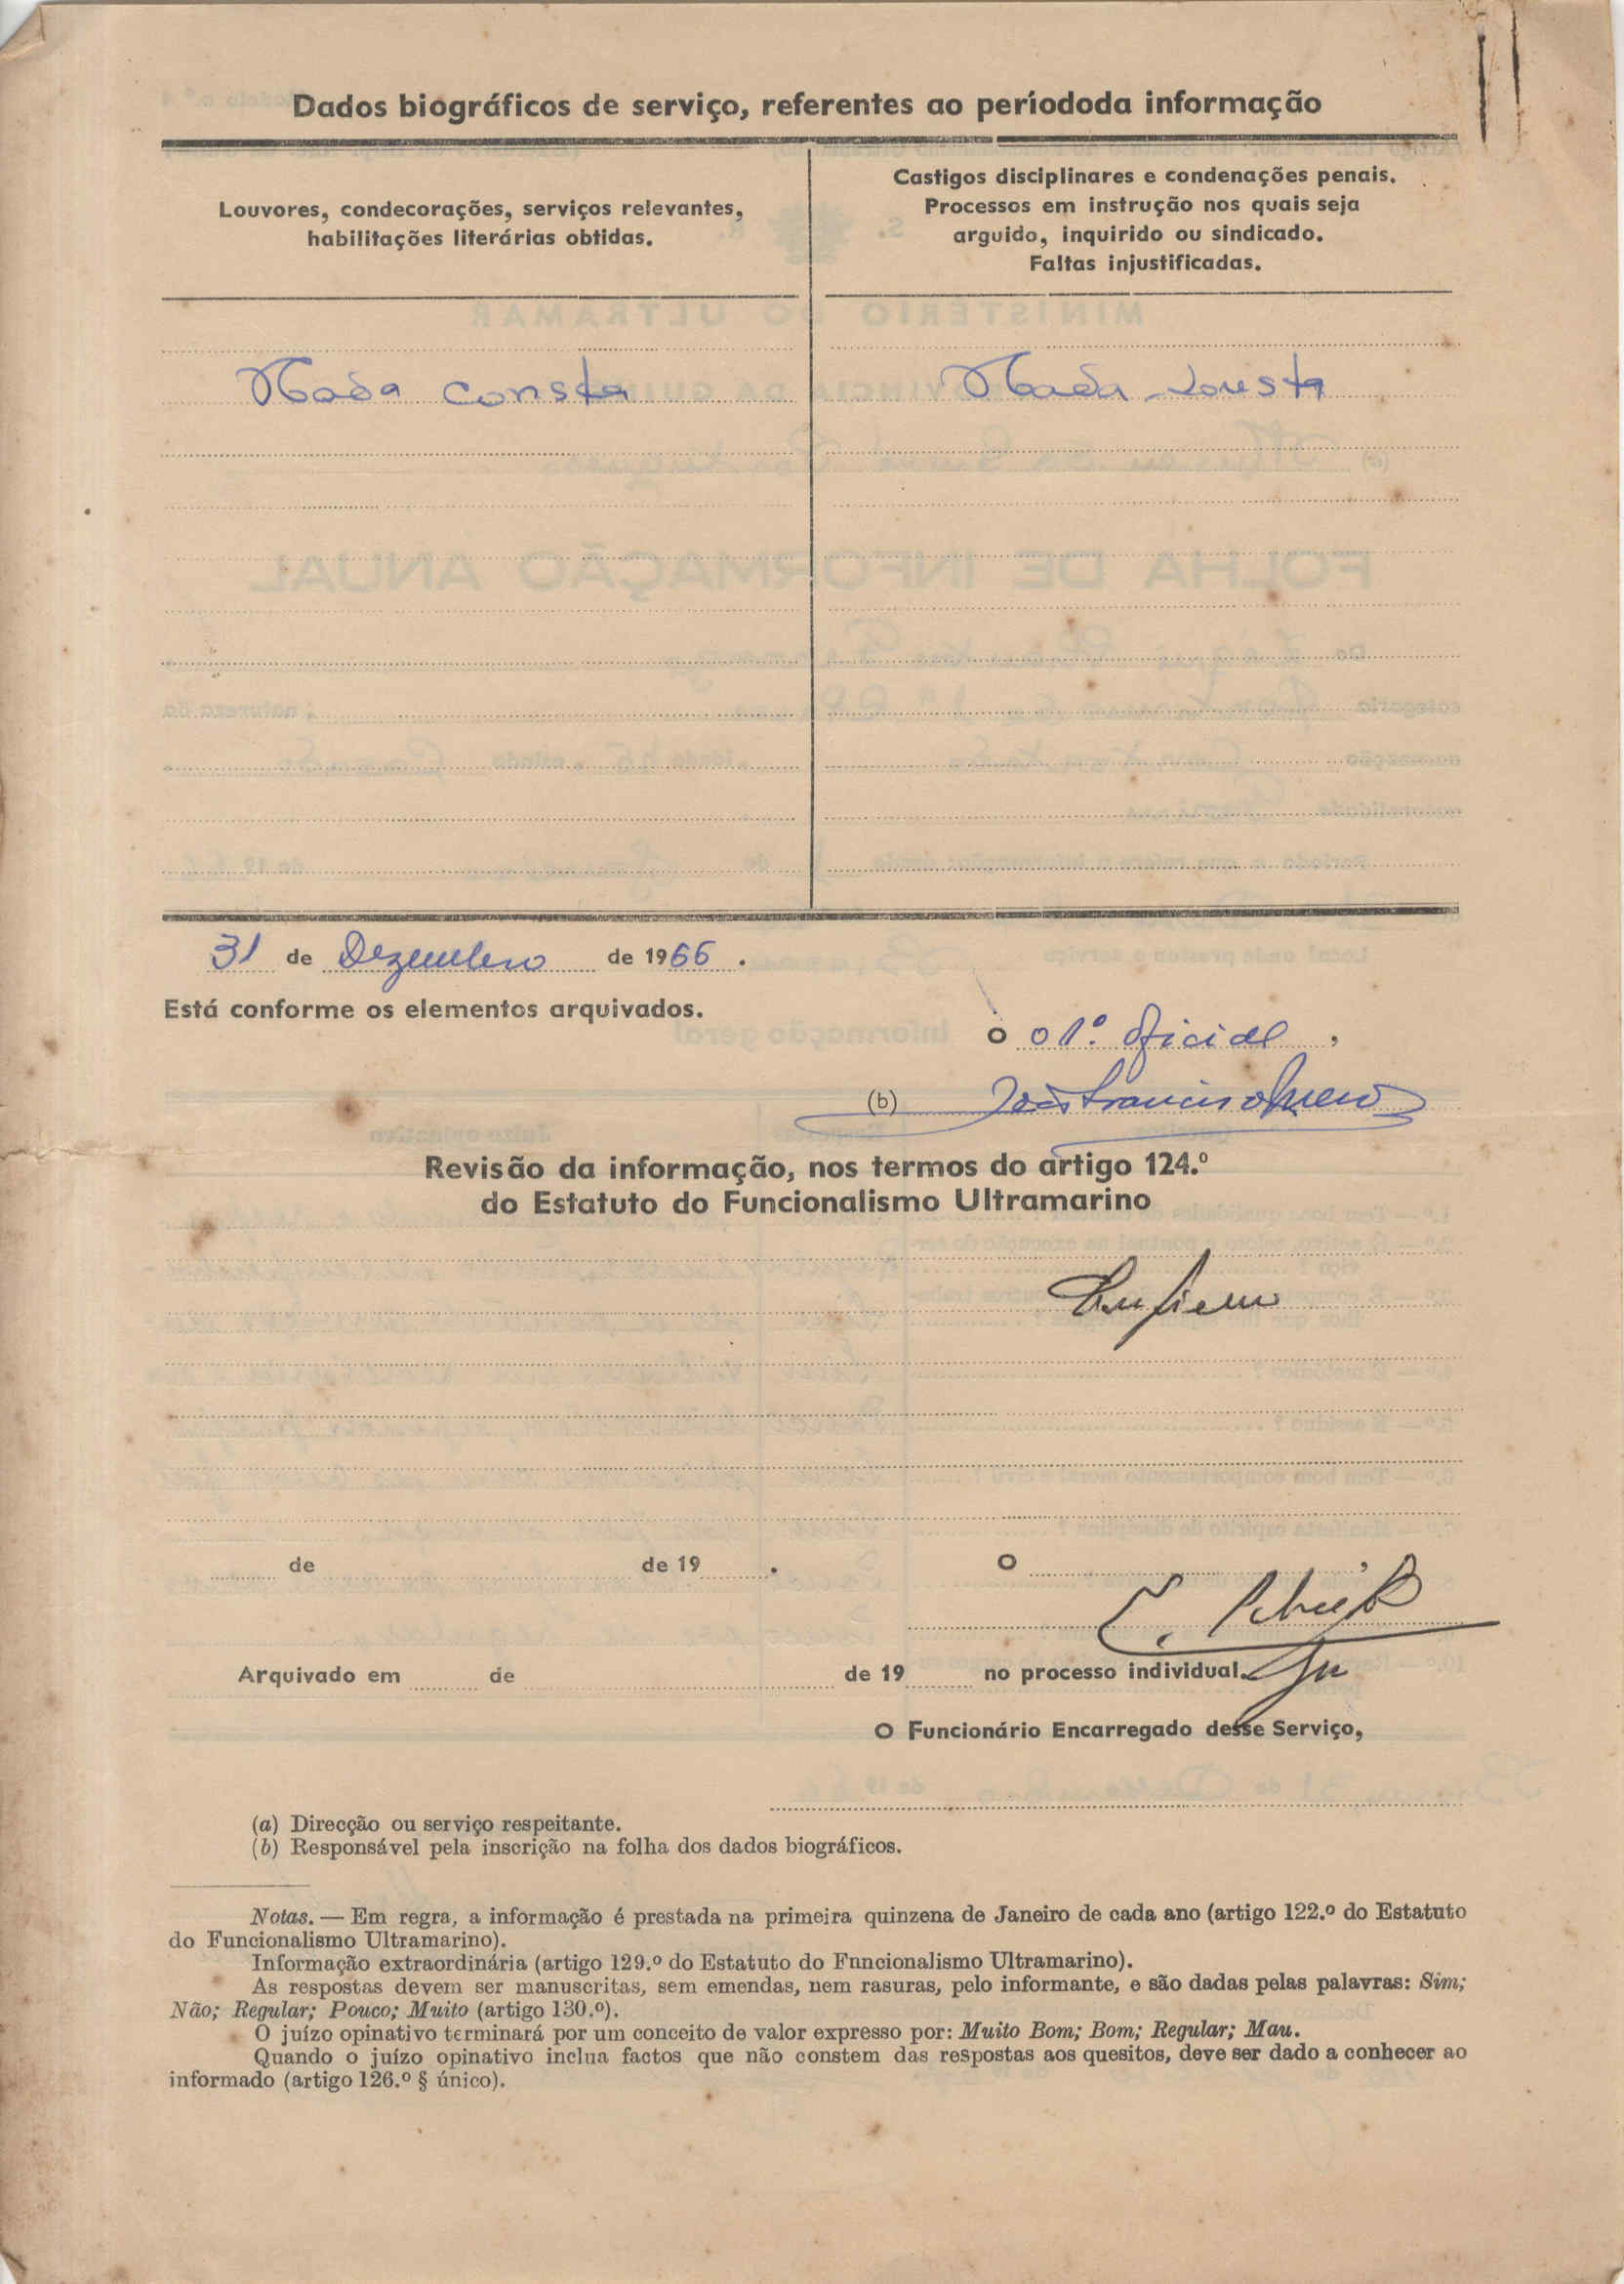 Dados biográficos de serviço, referentes ao períododa informação
Louvores, condecorações, serviços relevantes,
habilitações literárias obtidas.
Castigos disciplinares e condenações penais.
Processos em instrução nos quais seja
arguido, inquirido ou sindicado.
Faltas injustificadas.
Nada consta
Nada consta
31 de Dezembro de 1966.
Está conforme os elementos arquivados.
O o 1.º Oficial,
(b)
Revisão da informação, nos termos do artigo 124.º
do Estatuto do Funcionalismo Ultramarino
Confirmo
de de 19 .
O
Arquivado em de de 19 no processo individual.
O Funcionário Encarregado desse Serviço,
(a) Direcção ou serviço respeitante.
(b) Responsável pela inscrição na folha dos dados biográficos.
Notas. — Em regra, a informação é prestada na primeira quinzena de Janeiro de cada ano (artigo 122.º do Estatuto
do Funcionalismo Ultramarino).
Informação extraordinária (artigo 129.º do Estatuto do Fnncionalismo Ultramarino).
As respostas devem ser manuscritas, sem emendas, nem rasuras, pelo informante, e são dadas pelas palavras: Sim;
Não; Regular; Pouco; Muito (artigo 130.º).
O juízo opinativo terminará por um conceito de valor expresso por: Muito Bom; Bom; Regular; Mau.
Quando o juízo opinativo inclua factos que não constem das respostas aos quesitos, deve ser dado a conhecer ao
informado (artigo 126.º § único).